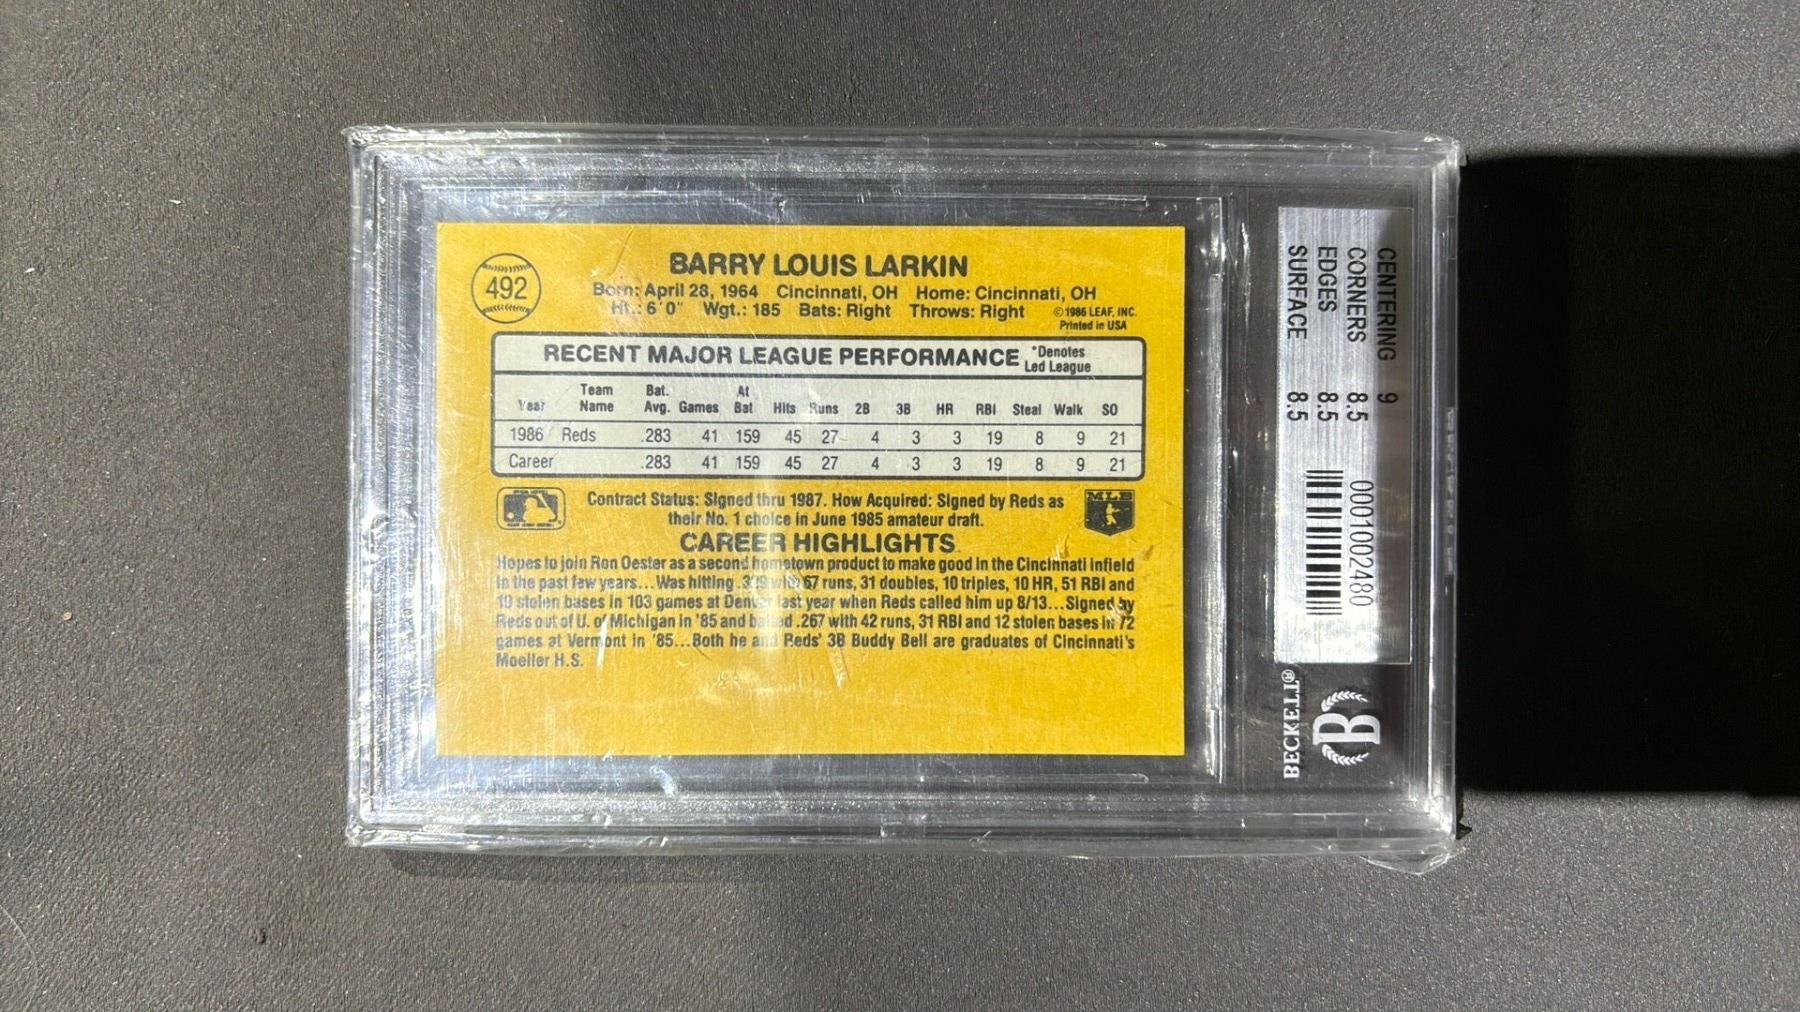 492
BARRY LOUIS LARKIN
Born: April 28, 1964 Cincinnati, OH Home: Cincinnati, OH
Ht.: 6'0" Wgt.: 185 Bats: Right Throws: Right
©1986 LEAF, INC.
Printed in USA
RECENT MAJOR LEAGUE PERFORMANCE
*Denotes
Led League
Year Team Name Bat. Avg. Games At Bat Hits Runs 2B 3B HR RBI Steal Walk SO
1986 Reds .283 41 159 45 27 4 3 3 19 8 9 21
Career .283 41 159 45 27 4 3 3 19 8 9 21
Contract Status: Signed thru 1987. How Acquired: Signed by Reds as
their No. 1 choice in June 1985 amateur draft.
MLB
CAREER HIGHLIGHTS
Hopes to join Ron Oester as a second hometown product to make good in the Cincinnati infield
in the past few years...Was hitting with 67 runs, 31 doubles, 10 triples, 10 HR, 51 RBI and
19 stolen bases in 103 games at Denver last year when Reds called him up 8/13...Signed by
Reds out of U. of Michigan in '85 and batted .267 with 42 runs, 31 RBI and 12 stolen bases in 72
games at Vermont in '85...Both he and Reds' 3B Buddy Bell are graduates of Cincinnati's
Moeller H.S.
CENTERING 9
CORNERS 8.5
EDGES 8.5
SURFACE 8.5
0001002480
BECKETT®
B